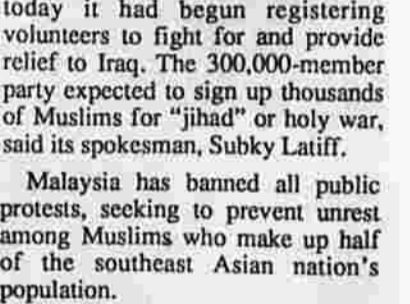 today it had begun registering
volunteers to fight for and provide
relief to Iraq. The 300,000-member
party expected to sign up thousands
of Muslims for “jihad” or holy war,
said its spokesman, Subky Latiff.
Malaysia has banned all public
protests, seeking to prevent unrest
among Muslims who make up half
of the southeast Asian nation’s
population.